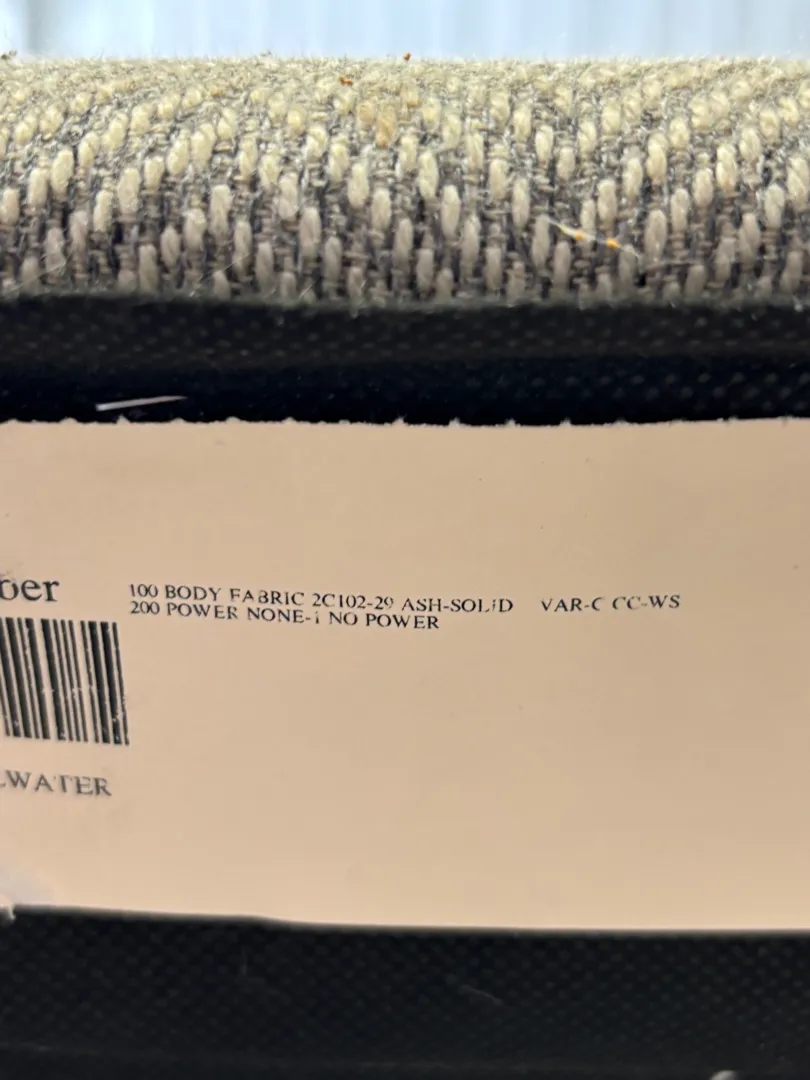 ber
100 BODY FABRIC 2C102-29 ASH-SOLID VAR-C CC-WS
200 POWER NONE-1 NO POWER
LWATER